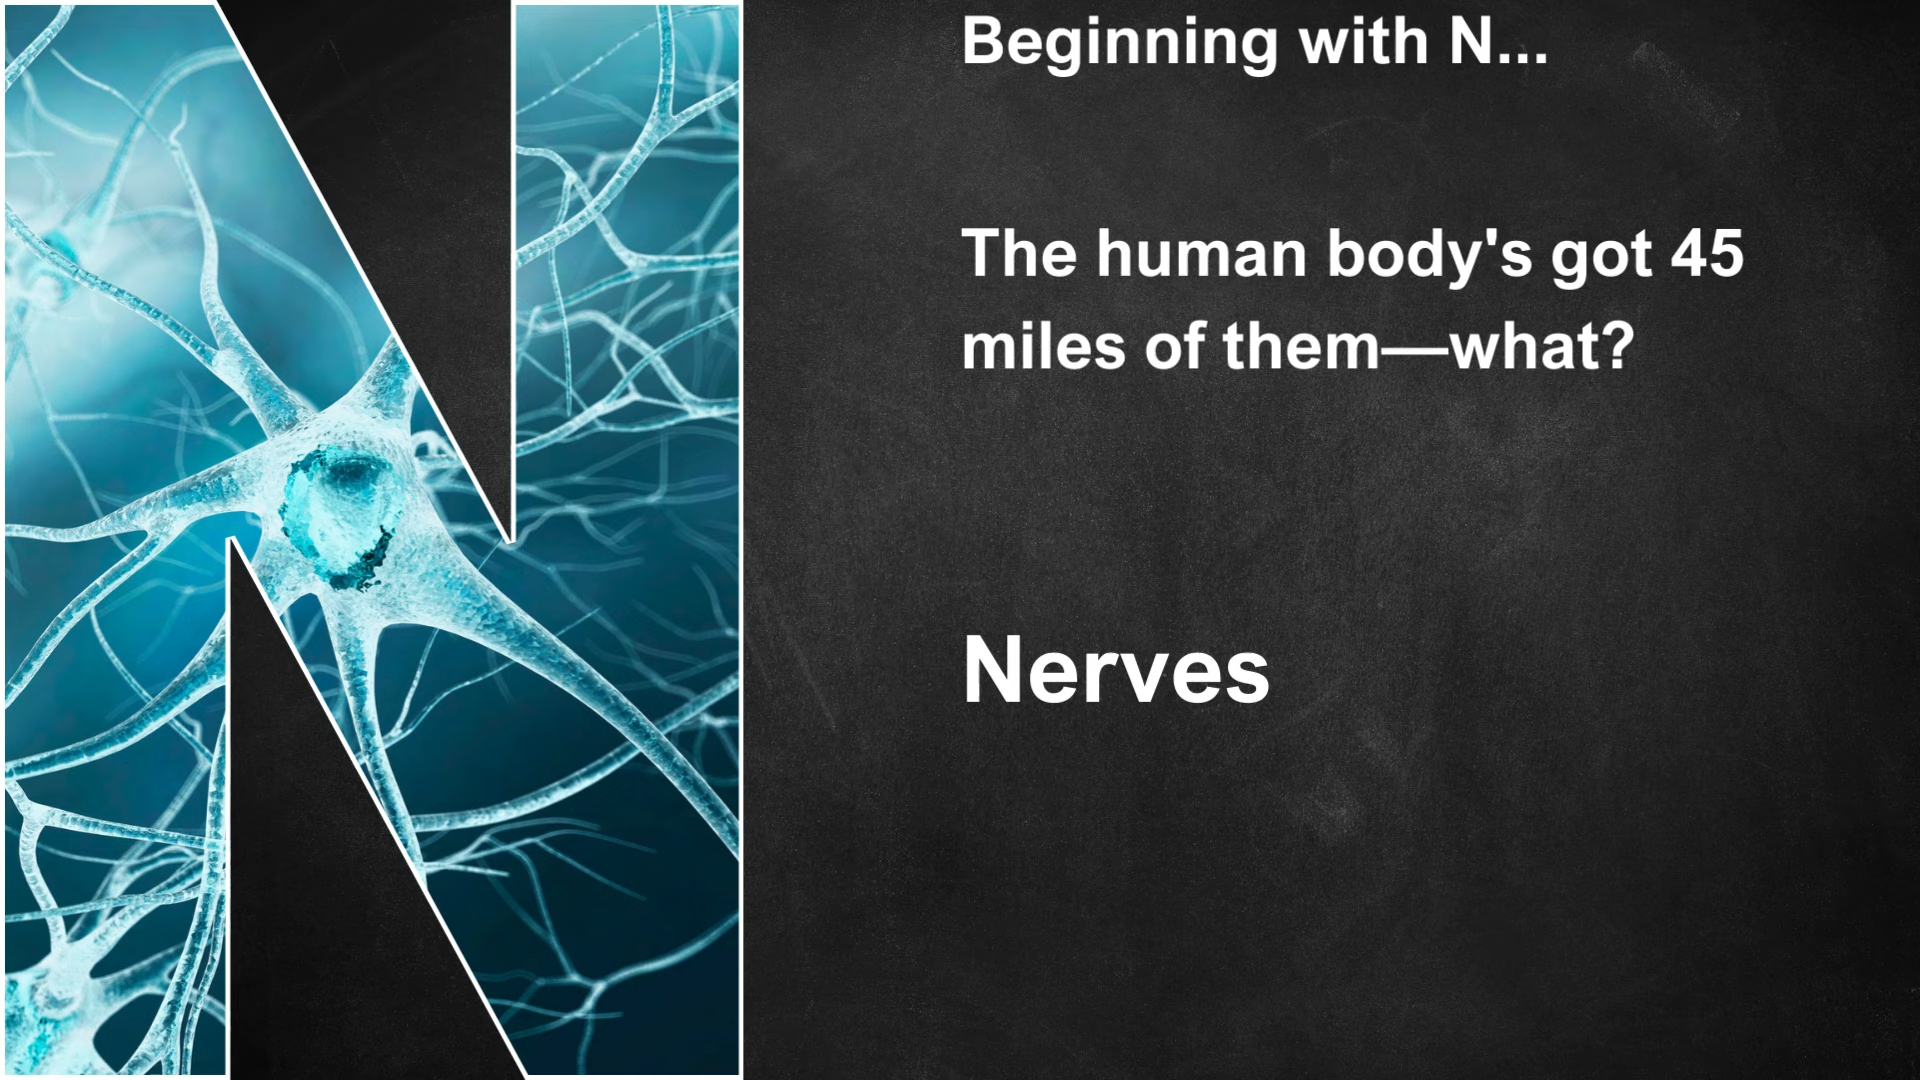 Beginning with N...
The human body's got 45
miles of them—what?
Nerves